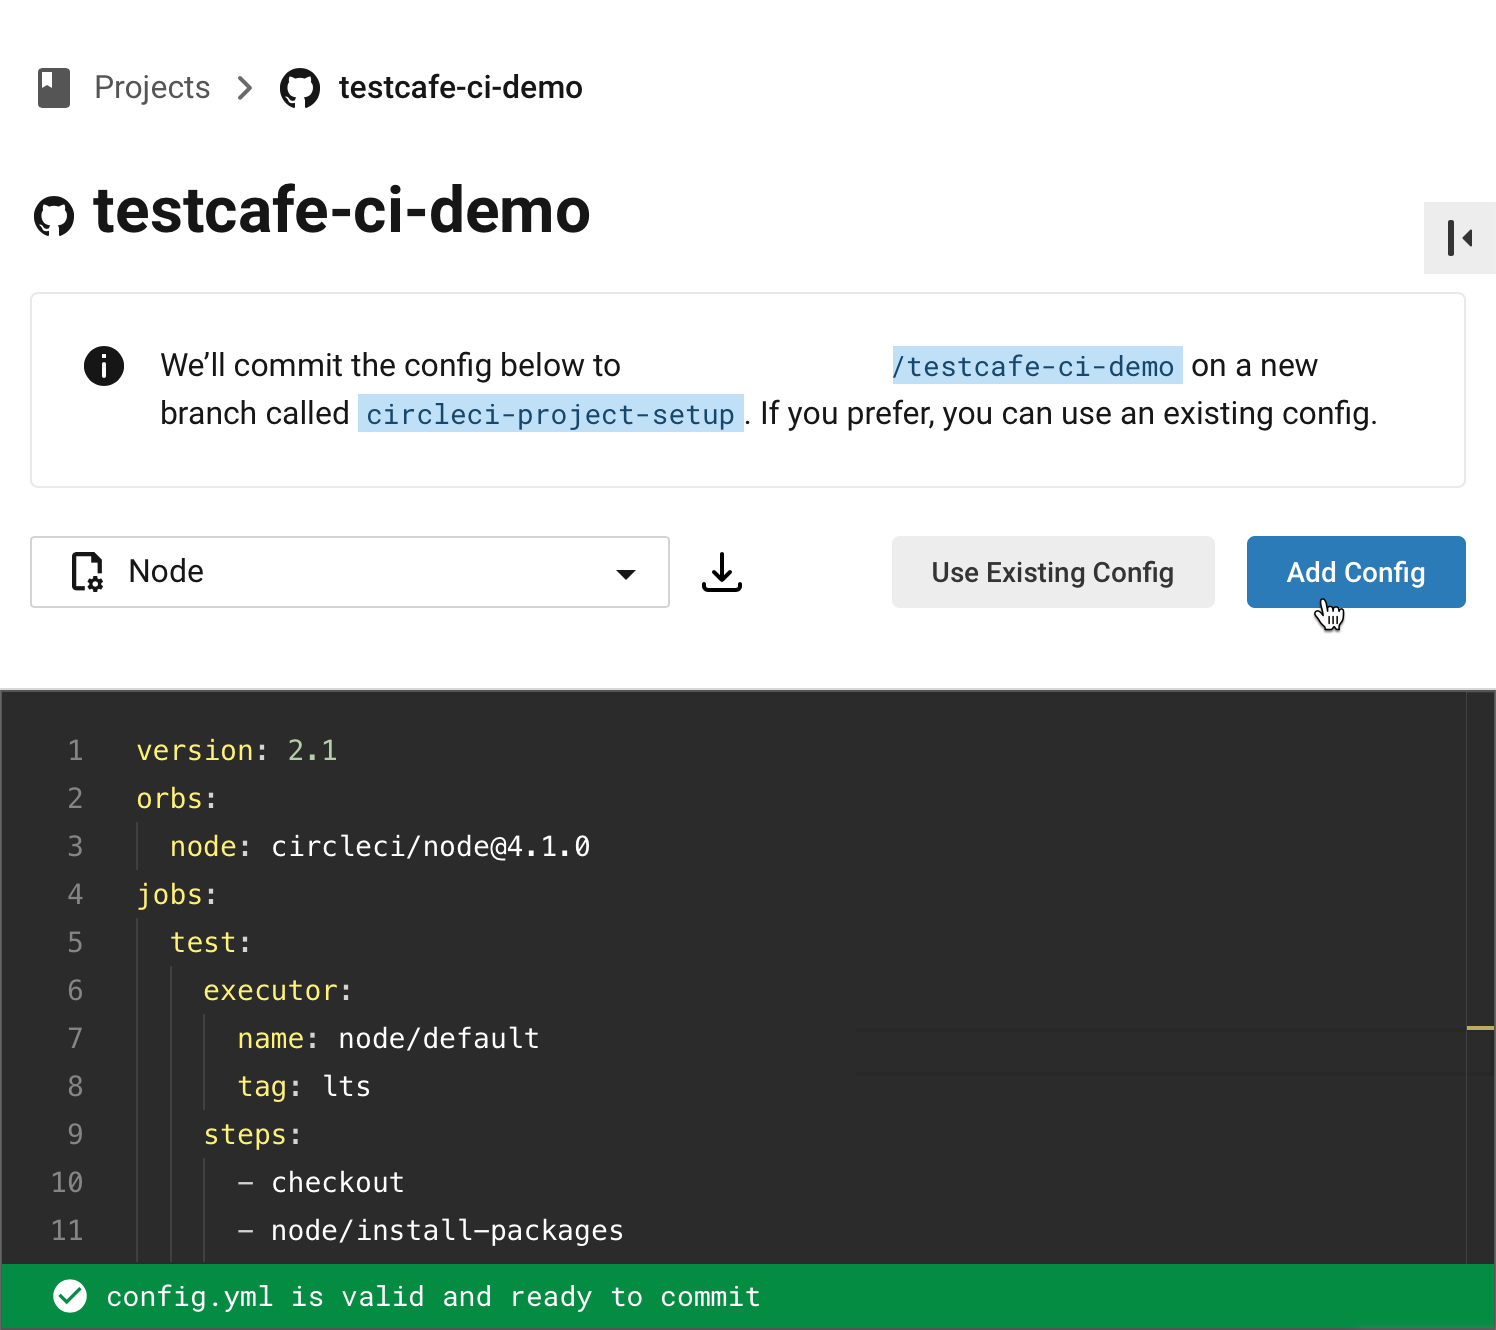 Projects > testcafe-ci-demo
testcafe-ci-demo
We’ll commit the config below to /testcafe-ci-demo on a new
branch called circleci-project-setup. If you prefer, you can use an existing config.
Node
Use Existing Config
Add Config
1 version: 2.1
2 orbs:
3 node: circleci/node@4.1.0
4 jobs:
5 test:
6 executor:
7 name: node/default
8 tag: lts
9 steps:
10 - checkout
11 - node/install-packages
config.yml is valid and ready to commit